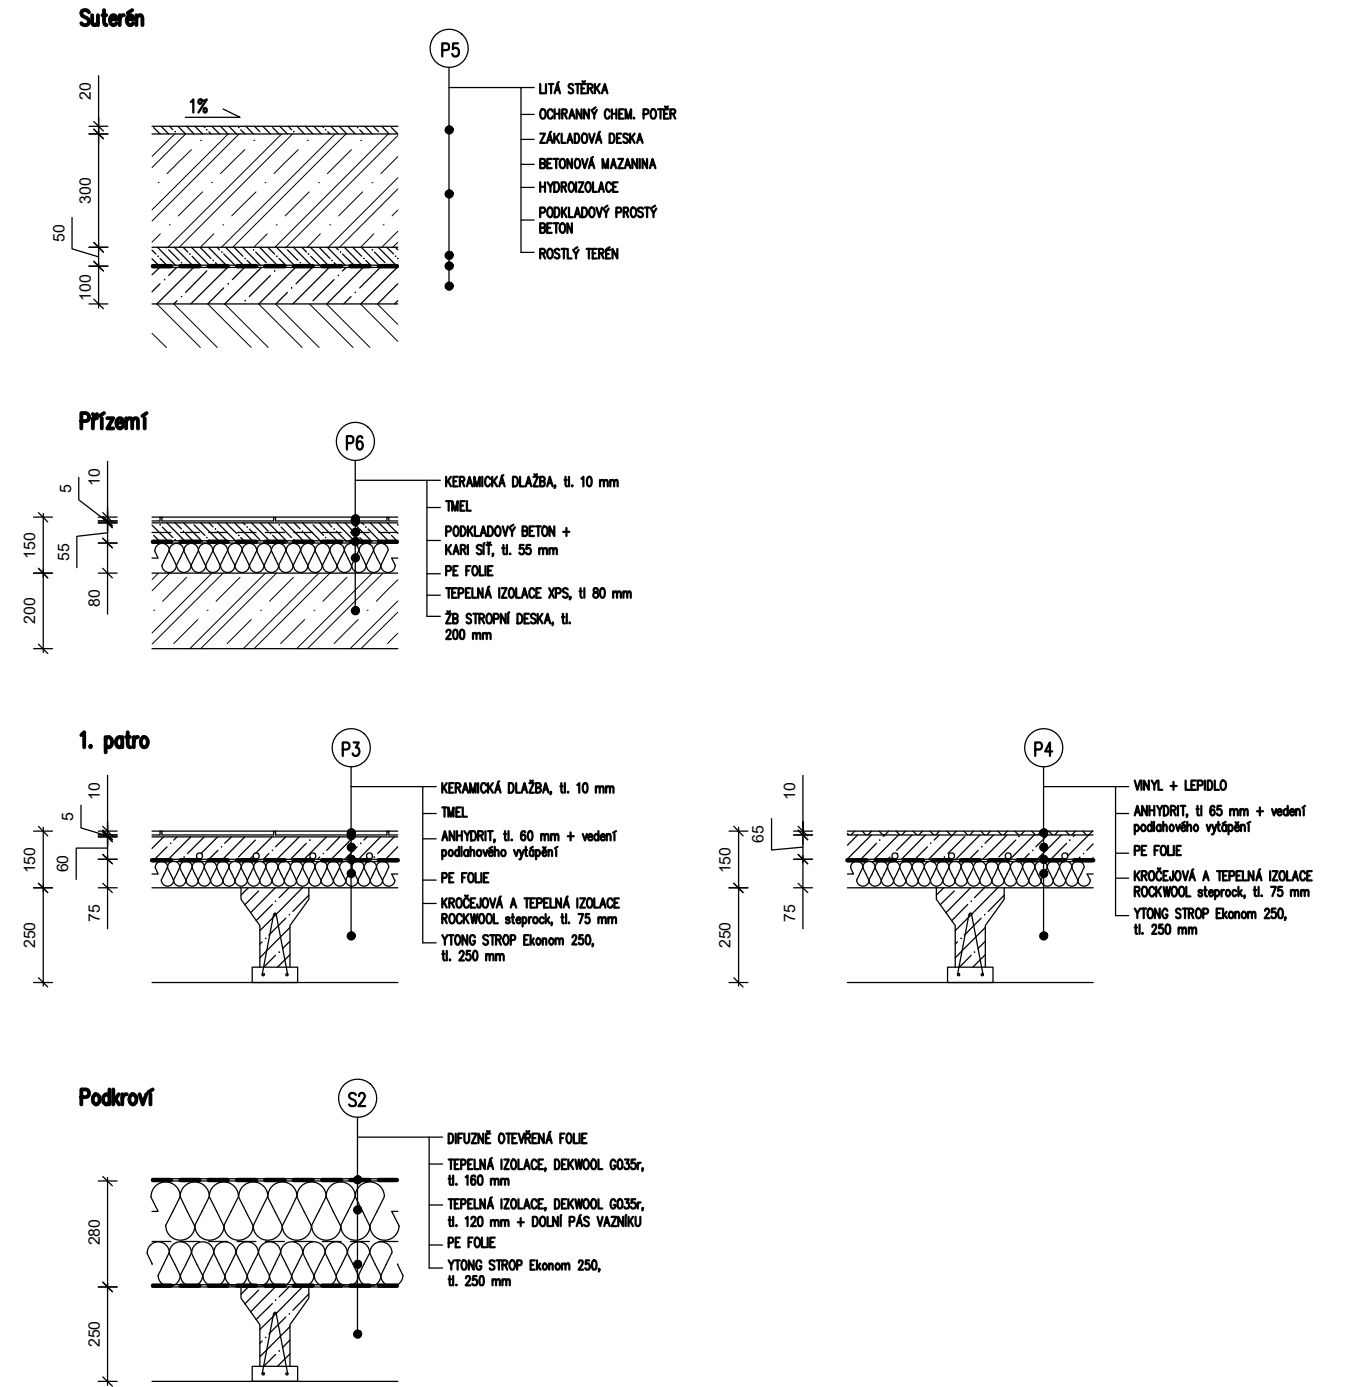 Suterén
P5
20
300
50
100
1%
LITÁ STĚRKA
OCHRANNÝ CHEM. POTĚR
ZÁKLADOVÁ DESKA
BETONOVÁ MAZANINA
HYDROIZOLACE
PODKLADOVÝ PROSTÝ
BETON
ROSTLÝ TERÉN
Přízemí
P6
10
5
55
80
150
200
KERAMICKÁ DLAŽBA, tl. 10 mm
TMEL
PODKLADOVÝ BETON +
KARI SÍŤ, tl. 55 mm
PE FOLIE
TEPELNÁ IZOLACE XPS, tl 80 mm
ŽB STROPNÍ DESKA, tl.
200 mm
1. patro
P3
10
5
60
75
150
250
KERAMICKÁ DLAŽBA, tl. 10 mm
TMEL
ANHYDRIT, tl. 60 mm + vedení
podlahového vytápění
PE FOLIE
KROČEJOVÁ A TEPELNÁ IZOLACE
ROCKWOOL steprock, tl. 75 mm
YTONG STROP Ekonom 250,
tl. 250 mm
P4
10
65
75
150
250
VINYL + LEPIDLO
ANHYDRIT, tl 65 mm + vedení
podlahového vytápění
PE FOLIE
KROČEJOVÁ A TEPELNÁ IZOLACE
ROCKWOOL steprock, tl. 75 mm
YTONG STROP Ekonom 250,
tl. 250 mm
Podkroví
S2
280
250
DIFUZNĚ OTEVŘENÁ FOLIE
TEPELNÁ IZOLACE, DEKWOOL G035r,
tl. 160 mm
TEPELNÁ IZOLACE, DEKWOOL G035r,
tl. 120 mm + DOLNÍ PÁS VAZNÍKU
PE FOLIE
YTONG STROP Ekonom 250,
tl. 250 mm